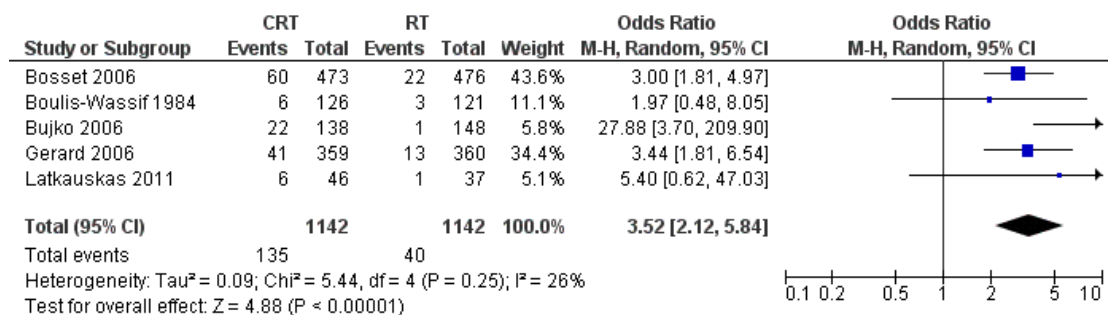 CRT RT Odds Ratio Odds Ratio
Study or Subgroup Events Total Events Total Weight M-H, Random, 95% CI M-H, Random, 95% CI
Bosset 2006 60 473 22 476 43.6% 3.00 [1.81, 4.97]
Boulis-Wassif 1984 6 126 3 121 11.1% 1.97 [0.48, 8.05]
Bujko 2006 22 138 1 148 5.8% 27.88 [3.70, 209.90]
Gerard 2006 41 359 13 360 34.4% 3.44 [1.81, 6.54]
Latkauskas 2011 6 46 1 37 5.1% 5.40 [0.62, 47.03]
Total (95% CI) 1142 1142 100.0% 3.52 [2.12, 5.84]
Total events 135 40
Heterogeneity: Tau² = 0.09; Chi² = 5.44, df = 4 (P = 0.25); I² = 26%
Test for overall effect: Z = 4.88 (P < 0.00001)
0.1 0.2 0.5 1 2 5 10